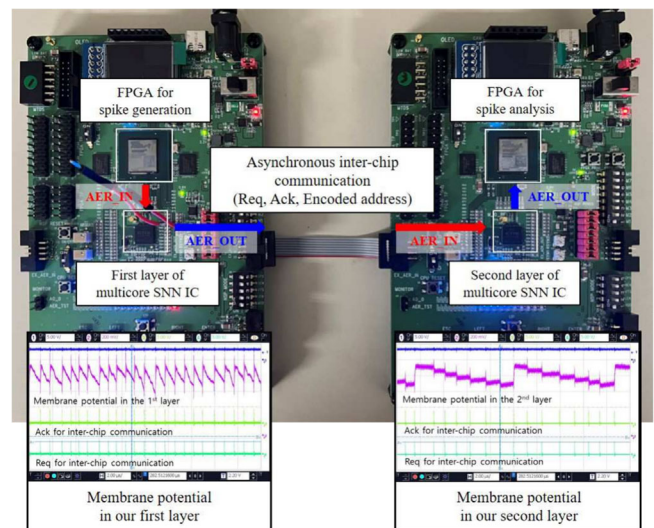 OLED
FPGA for
spike generation
FPGA for
spike analysis
Asynchronous inter-chip
communication
(Req, Ack, Encoded address)
AER_IN
AER_OUT
AER_OUT
AER_IN
First layer of
multicore SNN IC
Second layer of
multicore SNN IC
MONITOR
MONITOR
Membrane potential in the 1st layer
Ack for inter-chip communication
Req for inter-chip communication
Membrane potential in the 2nd layer
Ack for inter-chip communication
Req for inter-chip communication
Membrane potential
in our first layer
Membrane potential
in our second layer